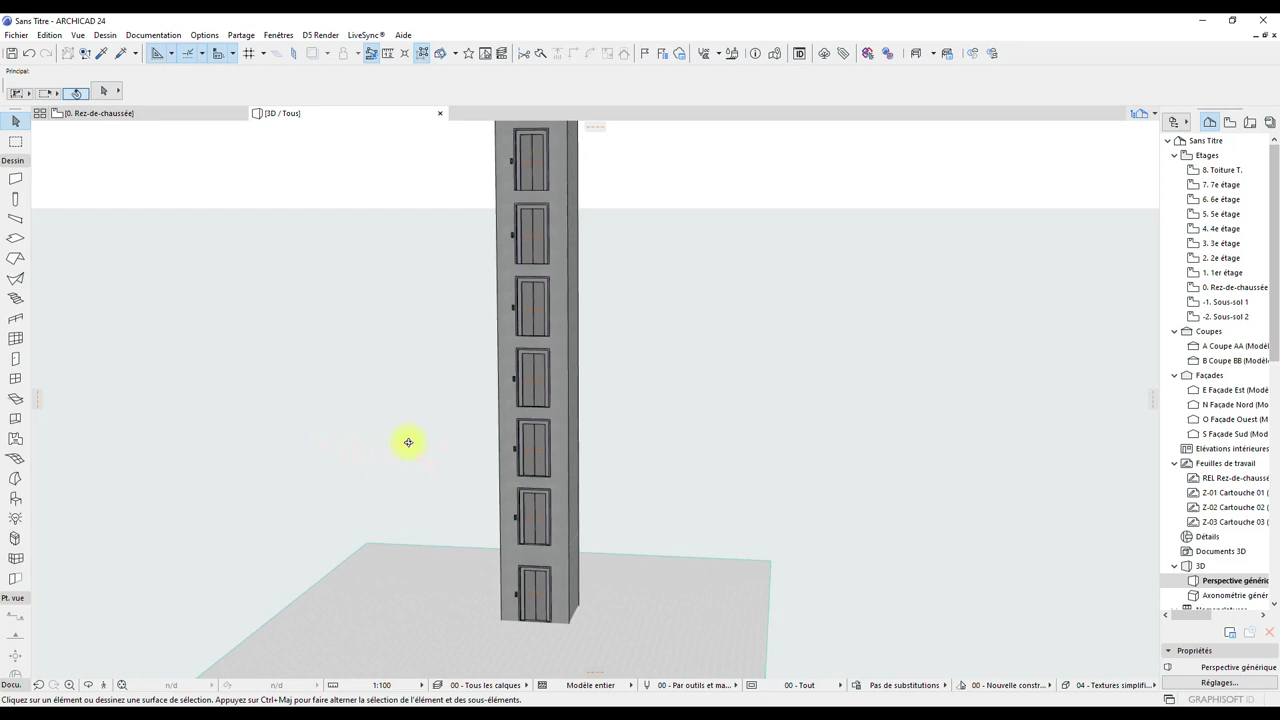 Sans Titre - ARCHICAD 24
Fichier Edition Vue Dessin Documentation Options Partage Fenêtres D5 Render LiveSync® Aide
Principal:
[0. Rez-de-chaussée]
[3D / Tous]
Dessin
Pt. vue
Docu.
Sans Titre
Etages
8. Toiture T.
7. 7e étage
6. 6e étage
5. 5e étage
4. 4e étage
3. 3e étage
2. 2e étage
1. 1er étage
0. Rez-de-chaussée
-1. Sous-sol 1
-2. Sous-sol 2
Coupes
A Coupe AA (Modè
B Coupe BB (Modèl
Façades
E Façade Est (Modè
N Façade Nord (Mo
O Façade Ouest (M
S Façade Sud (Mod
Elévations intérieures
Feuilles de travail
REL Rez-de-chaussé
Z-01 Cartouche 01 (
Z-02 Cartouche 02 (
Z-03 Cartouche 03 (
Détails
Documents 3D
3D
Perspective génériq
Axonométrie génér
Propriétés
Perspective générique
Réglages...
n/d n/d 1:100 00 - Tous les calques Modèle entier 00 - Par outils et m... 00 - Tout Pas de substitutions 00 - Nouvelle constr... 04 - Textures simplifi...
Cliquez sur un élément ou dessinez une surface de sélection. Appuyez sur Ctrl+Maj pour faire alterner la sélection de l'élément et des sous-éléments.
GRAPHISOFT ID